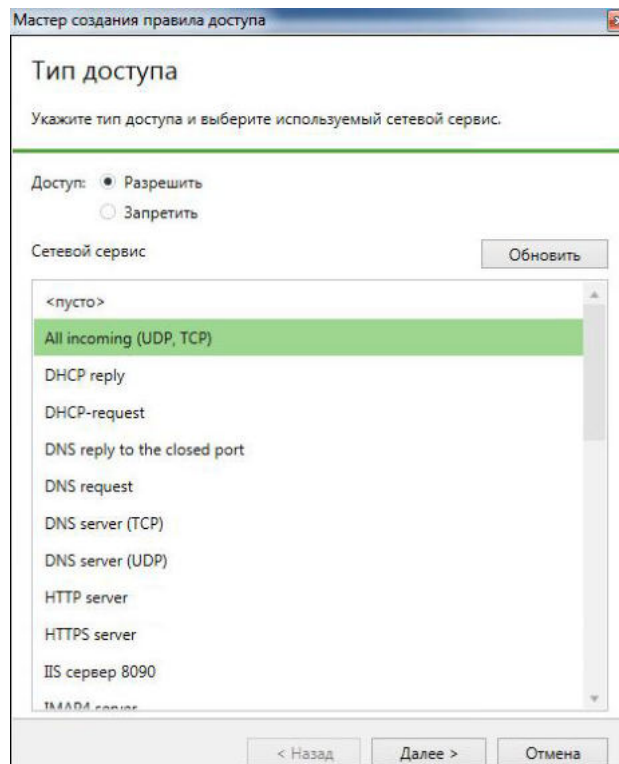 Мастер создания правила доступа
Тип доступа
Укажите тип доступа и выберите используемый сетевой сервис.
Доступ: Разрешить
Запретить
Сетевой сервис
Обновить
<пусто>
All incoming (UDP, TCP)
DHCP reply
DHCP-request
DNS reply to the closed port
DNS request
DNS server (TCP)
DNS server (UDP)
HTTP server
HTTPS server
IIS сервер 8090
IMAP4 server
< Назад
Далее >
Отмена